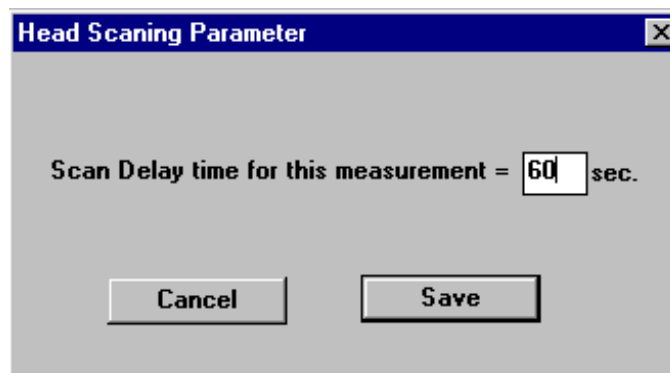 Head Scaning Parameter
Scan Delay time for this measurement = 60 sec.
Cancel Save